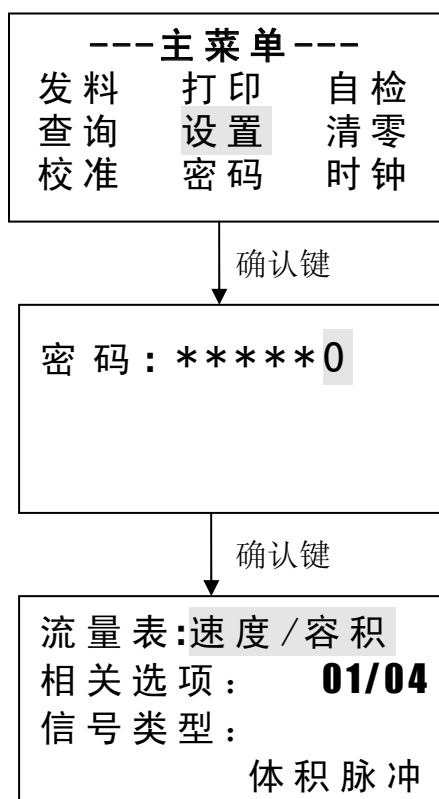 ---主菜单---
发料 打印 自检
查询 设置 清零
校准 密码 时钟
确认键
密码:*****0
确认键
流量表:速度/容积
相关选项: 01/04
信号类型:
体积脉冲